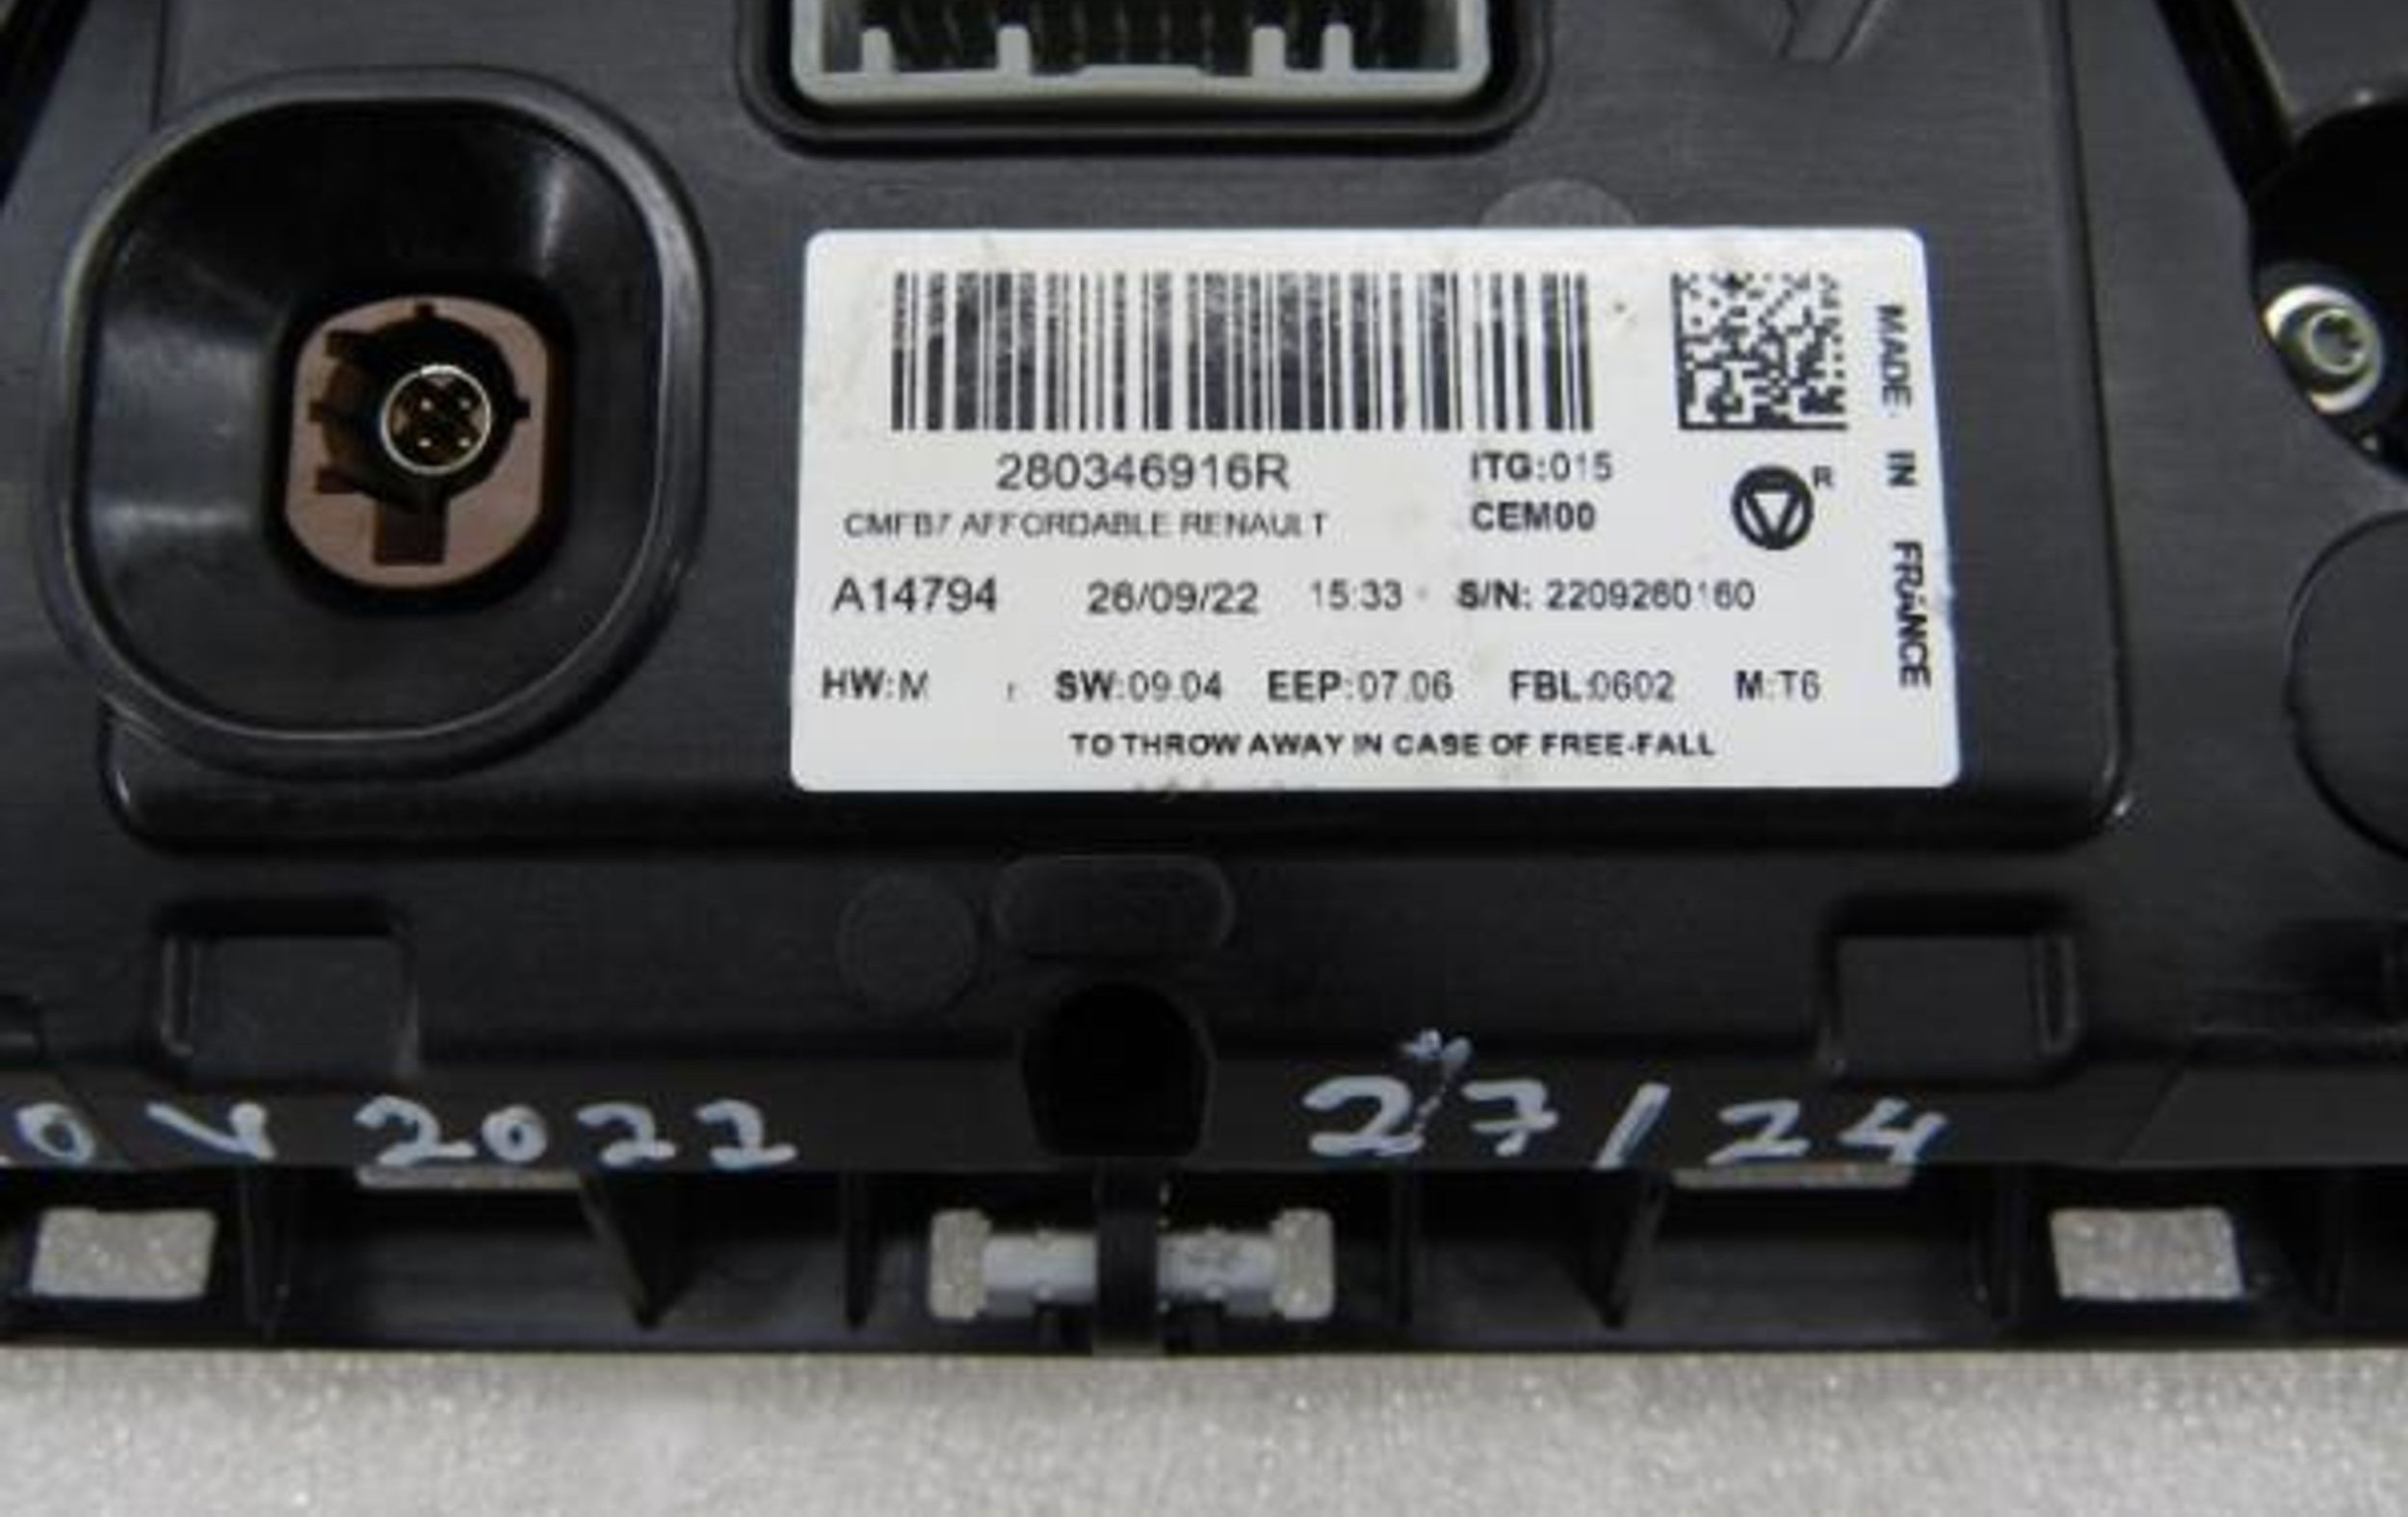 280346916R ITG:015
CMFB7 AFFORDABLE RENAULT CEM00
R
A14794 26/09/22 15:33 S/N: 2209260160
HW:M SW:09.04 EEP:07.06 FBL:0602 M:T6
TO THROW AWAY IN CASE OF FREE-FALL
MADE IN FRANCE
2022 27/24